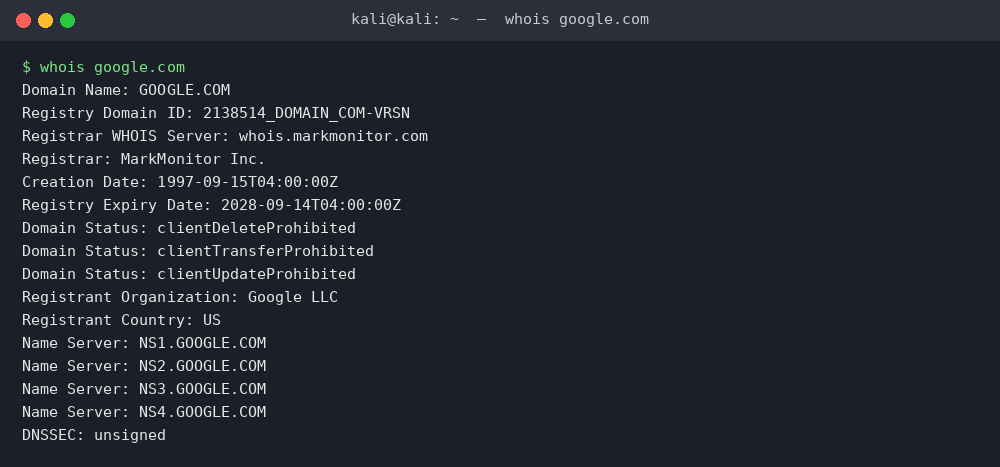 kali@kali: ~  —  whois google.com
$ whois google.com
Domain Name: GOOGLE.COM
Registry Domain ID: 2138514_DOMAIN_COM-VRSN
Registrar WHOIS Server: whois.markmonitor.com
Registrar: MarkMonitor Inc.
Creation Date: 1997-09-15T04:00:00Z
Registry Expiry Date: 2028-09-14T04:00:00Z
Domain Status: clientDeleteProhibited
Domain Status: clientTransferProhibited
Domain Status: clientUpdateProhibited
Registrant Organization: Google LLC
Registrant Country: US
Name Server: NS1.GOOGLE.COM
Name Server: NS2.GOOGLE.COM
Name Server: NS3.GOOGLE.COM
Name Server: NS4.GOOGLE.COM
DNSSEC: unsigned